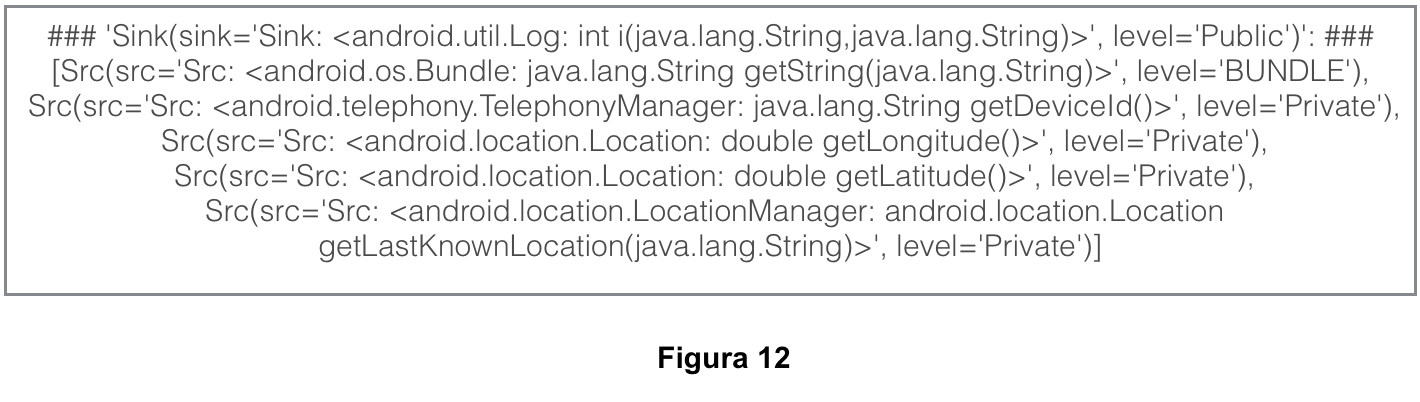 ### 'Sink(sink='Sink: <android.util.Log: int i(java.lang.String,java.lang.String)>', level='Public')': ###
[Src(src='Src: <android.os.Bundle: java.lang.String getString(java.lang.String)>', level='BUNDLE'),
Src(src='Src: <android.telephony.TelephonyManager: java.lang.String getDeviceId()>', level='Private'),
Src(src='Src: <android.location.Location: double getLongitude()>', level='Private'),
Src(src='Src: <android.location.Location: double getLatitude()>', level='Private'),
Src(src='Src: <android.location.LocationManager: android.location.Location
getLastKnownLocation(java.lang.String)>', level='Private')]
Figura 12